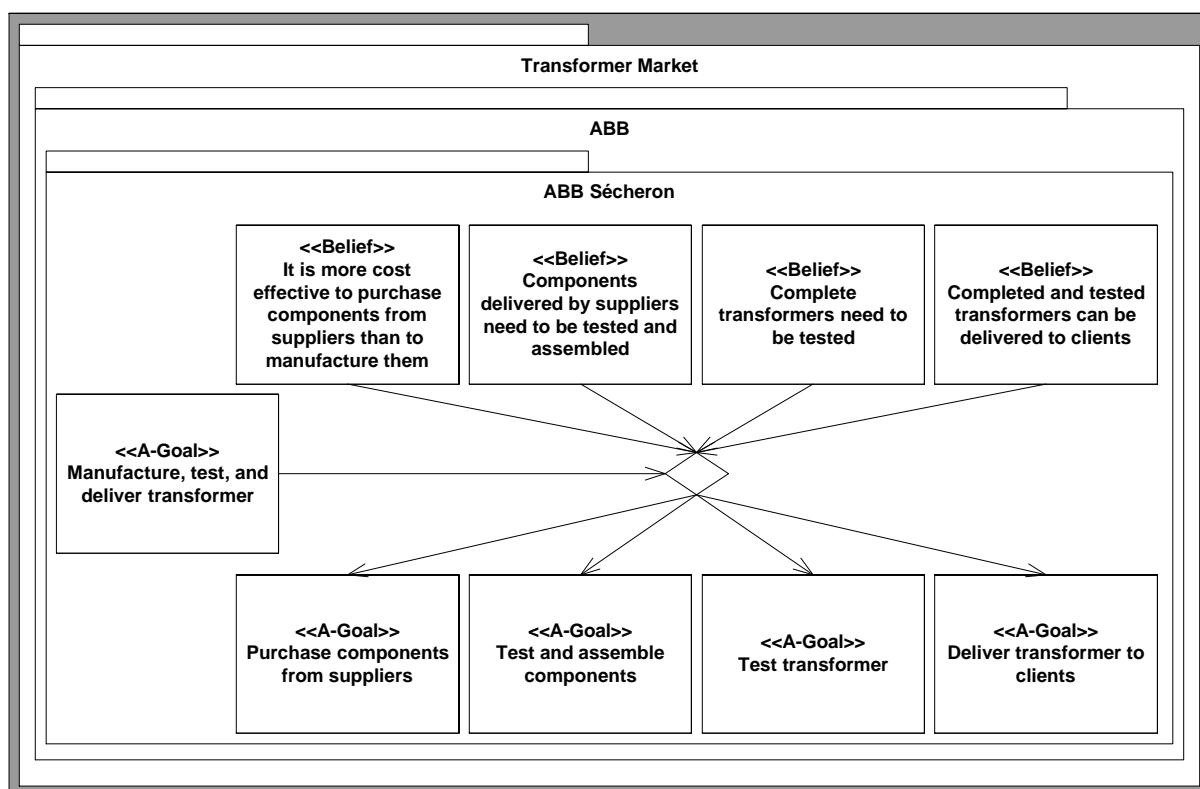 Transformer Market
ABB
ABB Sécheron
<<Belief>>
It is more cost
effective to purchase
components from
suppliers than to
manufacture them
<<Belief>>
Components
delivered by suppliers
need to be tested and
assembled
<<Belief>>
Complete
transformers need to
be tested
<<Belief>>
Completed and tested
transformers can be
delivered to clients
<<A-Goal>>
Manufacture, test, and
deliver transformer
<<A-Goal>>
Purchase components
from suppliers
<<A-Goal>>
Test and assemble
components
<<A-Goal>>
Test transformer
<<A-Goal>>
Deliver transformer to
clients